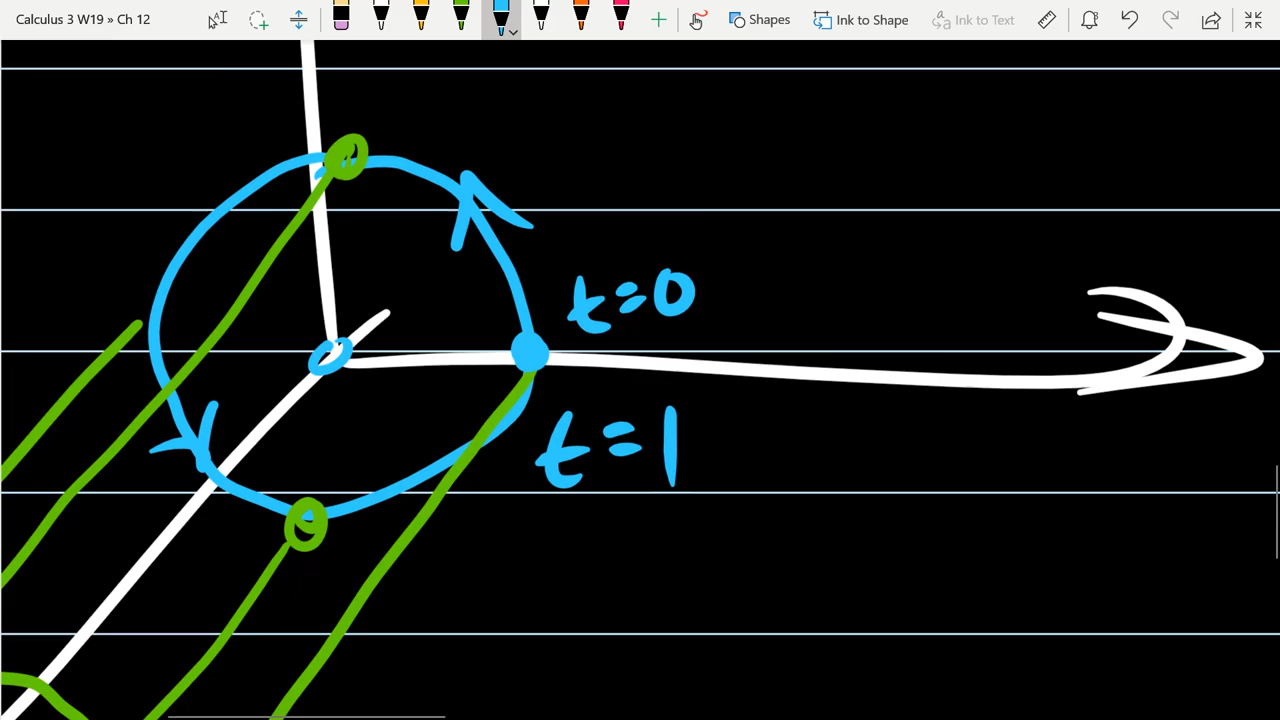 Calculus 3 W19 » Ch 12
Shapes
Ink to Shape
Ink to Text
t=0
t=1